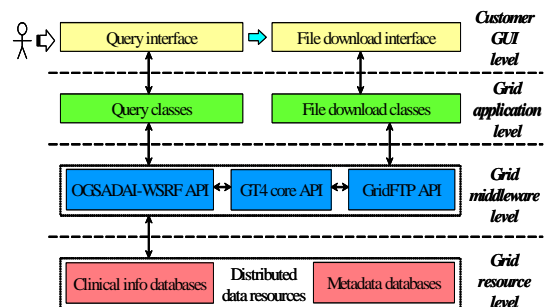 Customer
GUI
level
Query interface
File download interface
Grid
application
level
Query classes
File download classes
Grid
middleware
level
OGSADAI-WSRF API
GT4 core API
GridFTP API
Grid
resource
level
Clinical info databases
Distributed
data resources
Metadata databases